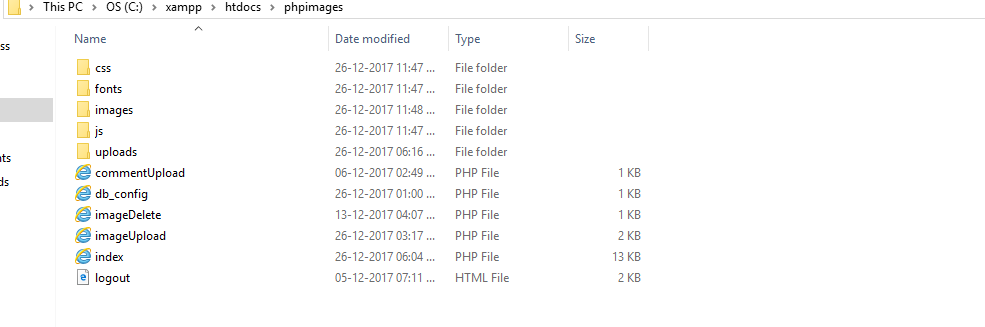 This PC > OS (C:) > xampp > htdocs > phpimages
Name Date modified Type Size
ss
css 26-12-2017 11:47 ... File folder
fonts 26-12-2017 11:47 ... File folder
images 26-12-2017 11:48 ... File folder
js 26-12-2017 11:47 ... File folder
uploads 26-12-2017 06:16 ... File folder
nts
commentUpload 06-12-2017 02:49 ... PHP File 1 KB
ds
db_config 26-12-2017 01:00 ... PHP File 1 KB
imageDelete 13-12-2017 04:07 ... PHP File 1 KB
imageUpload 26-12-2017 03:17 ... PHP File 2 KB
index 26-12-2017 06:04 ... PHP File 13 KB
logout 05-12-2017 07:11 ... HTML File 2 KB